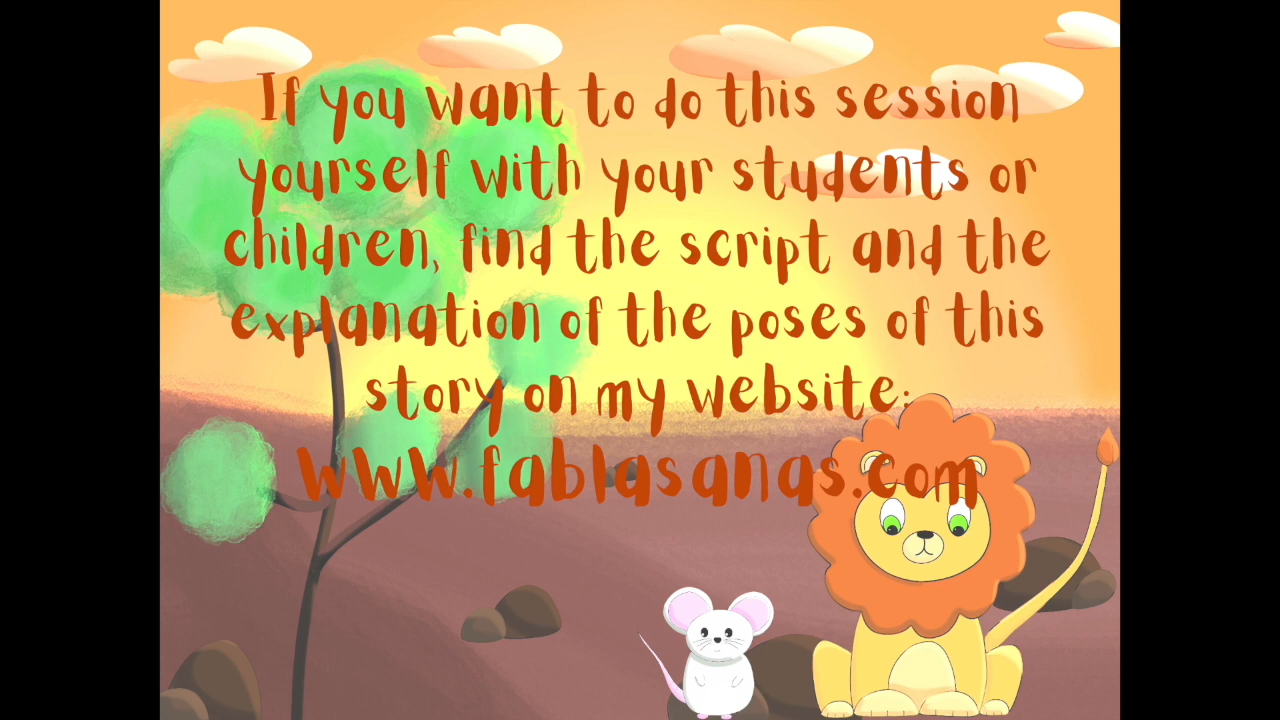 If you want to do this session
yourself with your students or
children, find the script and the
explanation of the poses of this
story on my website:
www.fablasanas.com